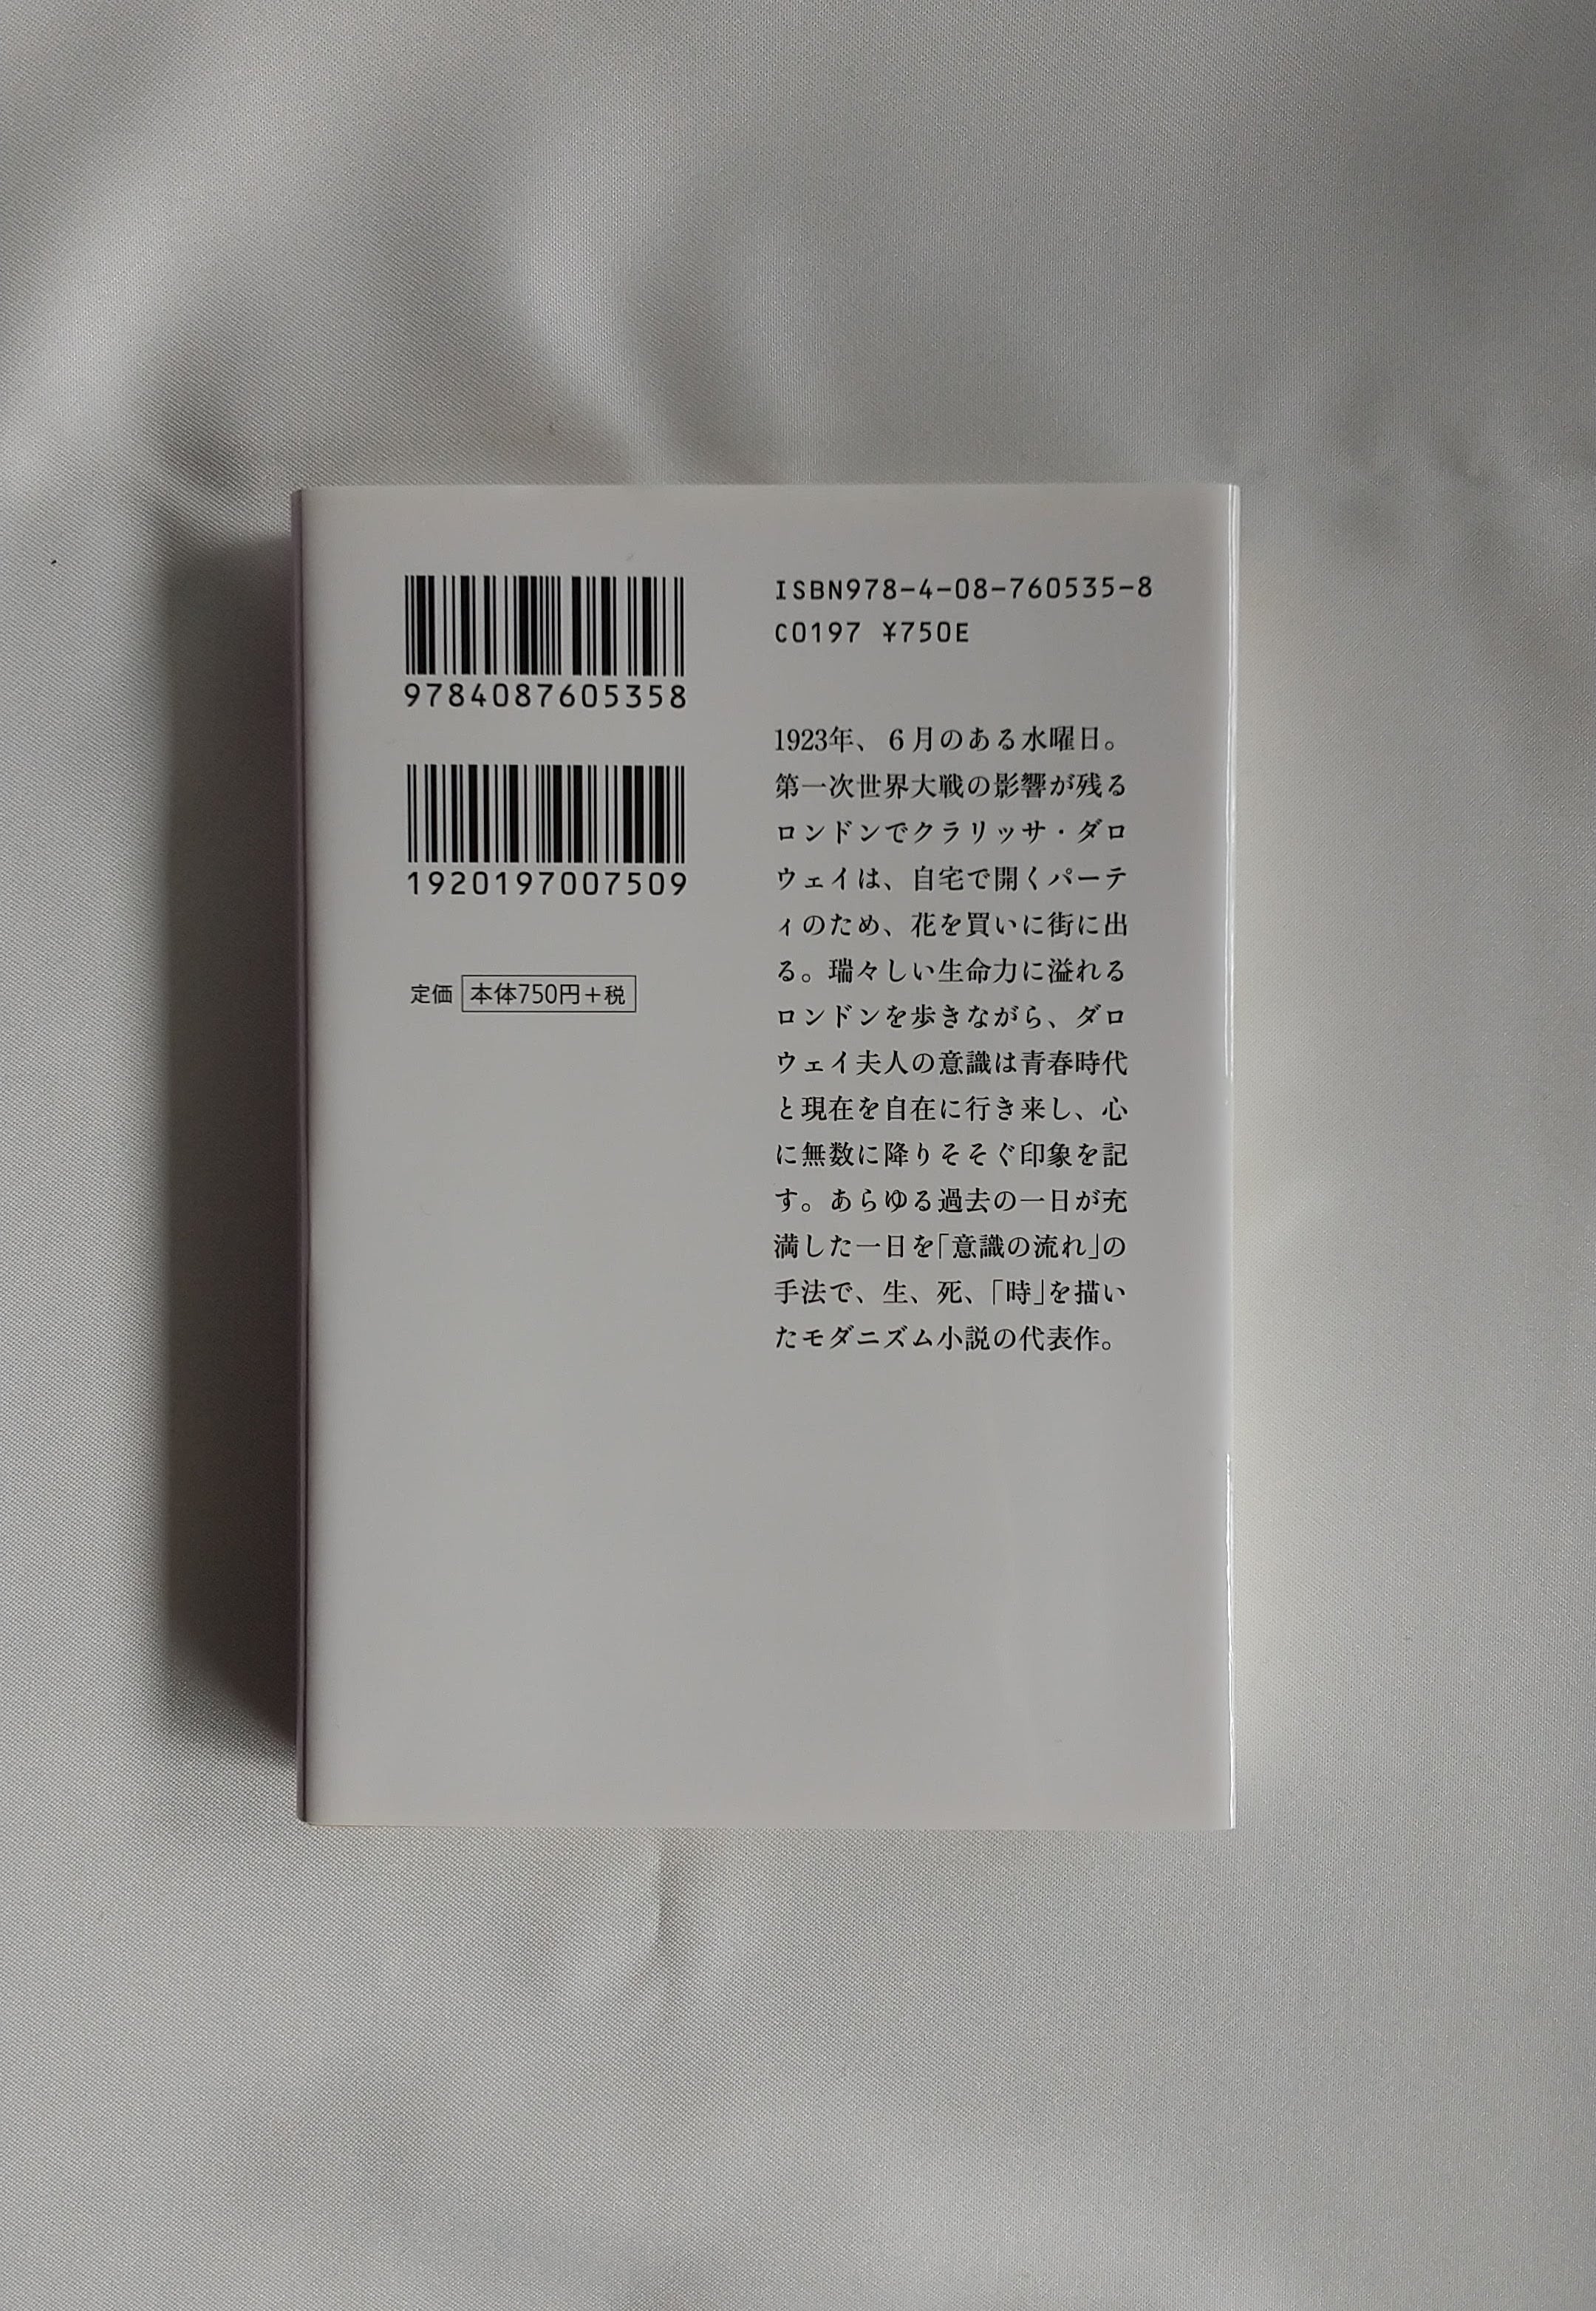 9784087605358
1920197007509
定価 本体750円+税
ISBN978-4-08-760535-8
C0197 ¥750E
1923年、6月のある水曜日。
第一次世界大戦の影響が残る
ロンドンでクラリッサ・ダロ
ウェイは、自宅で開くパーテ
ィのため、花を買いに街に出
る。瑞々しい生命力に溢れる
ロンドンを歩きながら、ダロ
ウェイ夫人の意識は青春時代
と現在を自在に行き来し、心
に無数に降りそそぐ印象を記
す。あらゆる過去の一日が充
満した一日を「意識の流れ」の
手法で、生、死、「時」を描い
たモダニズム小説の代表作。